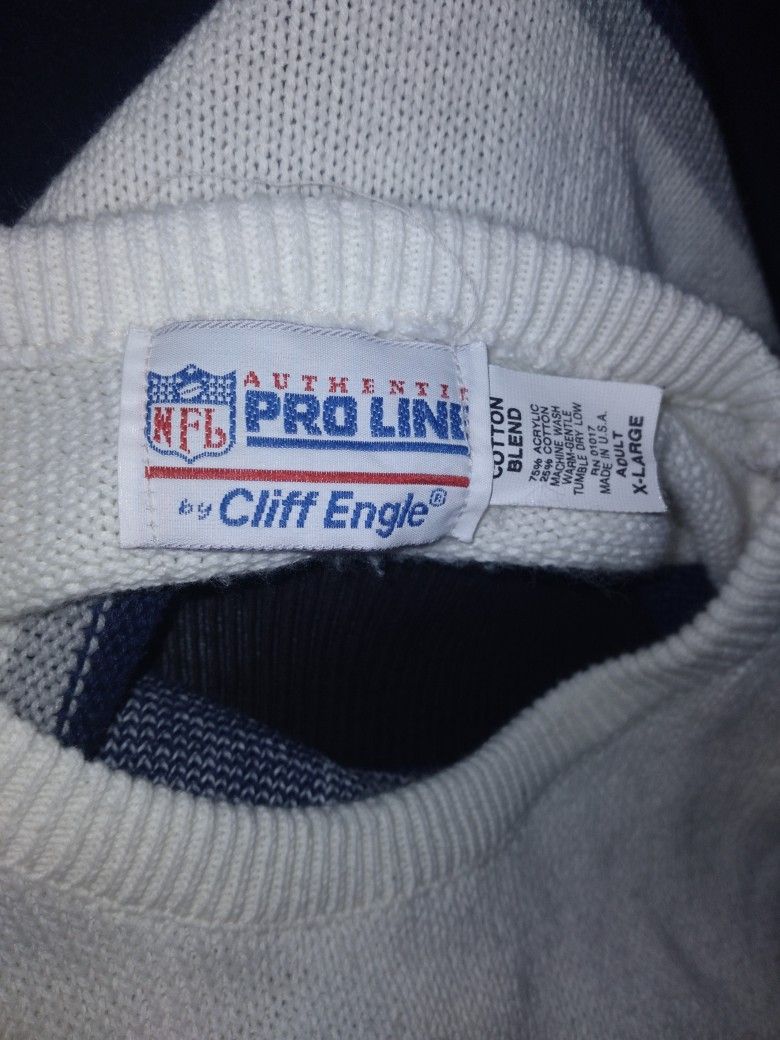 NFL
AUTHENTI
PRO LINE
by Cliff Engle®
COTTON
BLEND
75% ACRYLIC
25% COTTON
MACHINE WASH
WARM-GENTLE
TUMBLE DRY LOW
RN 01017
MADE IN U.S.A.
ADULT
X-LARGE